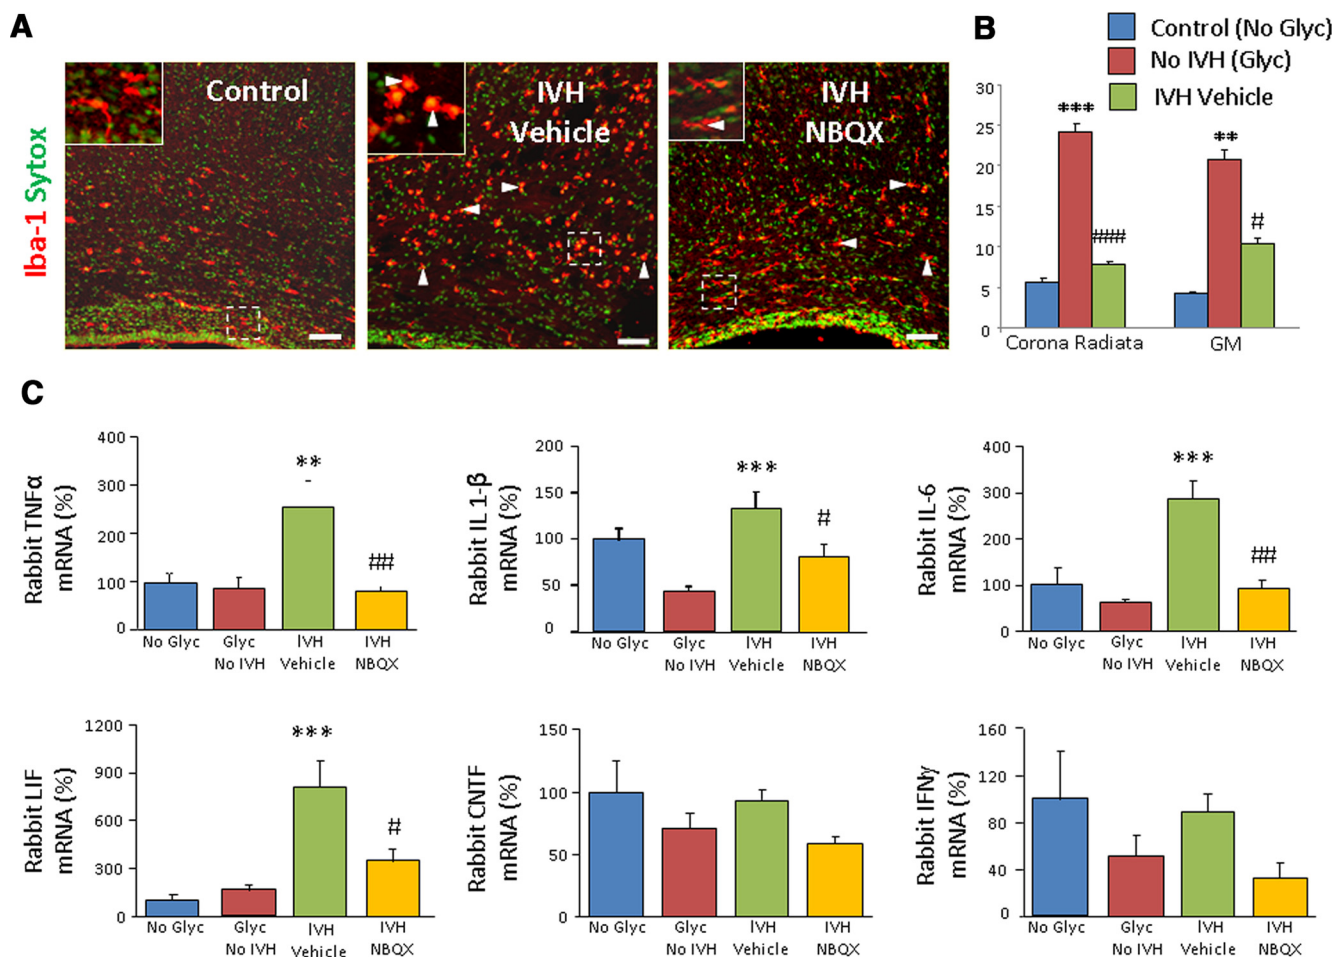 A
Control
IVH
Vehicle
IVH
NBQX
Iba-1 Sytox
B
Control (No Glyc)
No IVH (Glyc)
IVH Vehicle
30
25
20
15
10
5
0
***
###
**
#
Corona Radiata
GM
C
Rabbit TNFα
mRNA (%)
400
300
200
100
0
**
##
No Glyc
Glyc
No IVH
IVH
Vehicle
IVH
NBQX
Rabbit IL 1-β
mRNA (%)
200
150
100
50
0
***
#
No Glyc
Glyc
No IVH
IVH
Vehicle
IVH
NBQX
Rabbit IL-6
mRNA (%)
400
300
200
100
0
***
##
No Glyc
Glyc
No IVH
IVH
Vehicle
IVH
NBQX
Rabbit LIF
mRNA (%)
1200
900
600
300
0
***
#
No Glyc
Glyc
No IVH
IVH
Vehicle
IVH
NBQX
Rabbit CNTF
mRNA (%)
150
100
50
0
No Glyc
Glyc
No IVH
IVH
Vehicle
IVH
NBQX
Rabbit IFNγ
mRNA (%)
160
120
80
40
0
No Glyc
Glyc
No IVH
IVH
Vehicle
IVH
NBQX